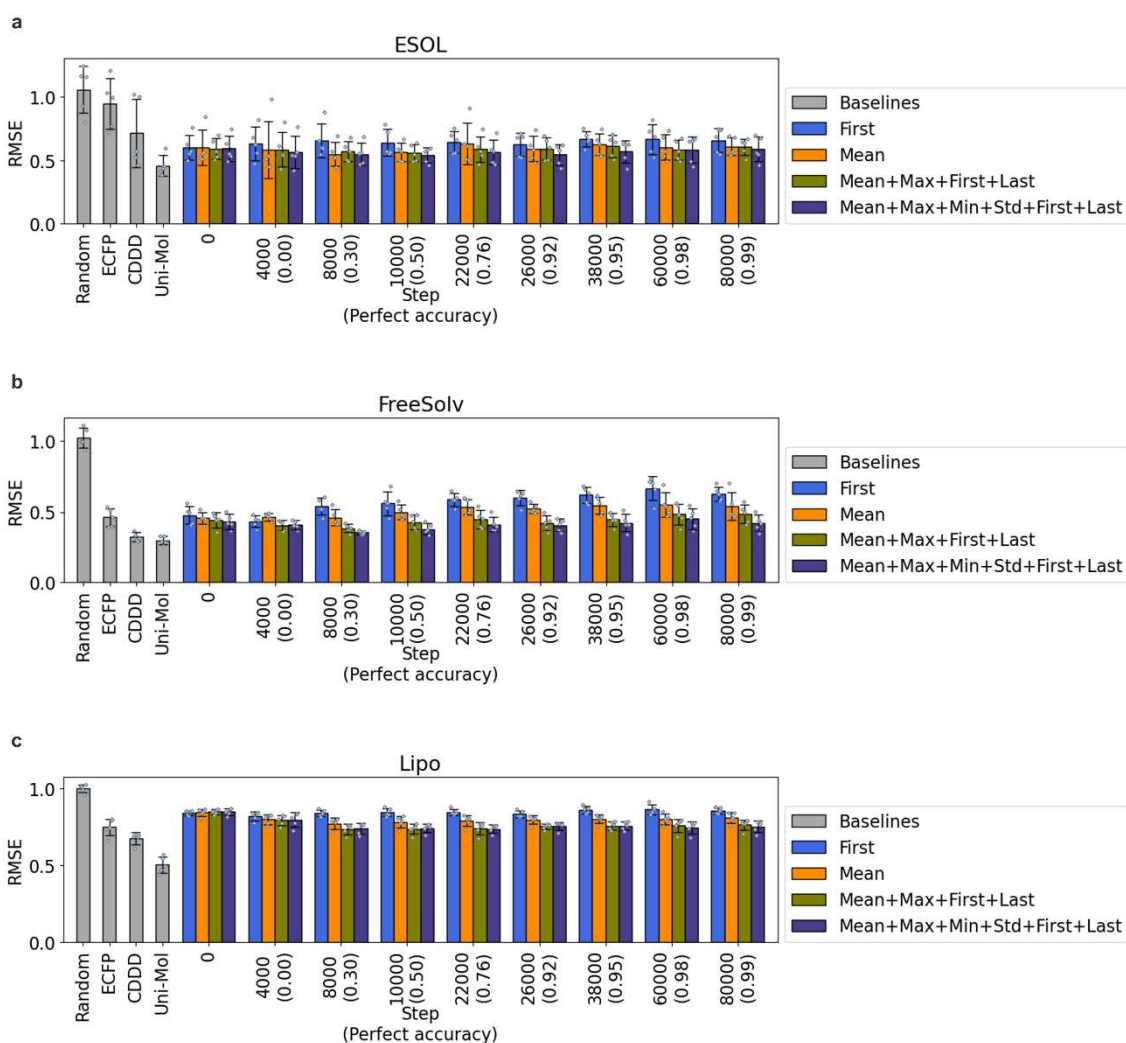 a
ESOL
RMSE
1.0
0.5
0.0
Random
ECFP
CDDD
Uni-Mol
0
4000
(0.00)
8000
(0.30)
10000
(0.50)
22000
(0.76)
26000
(0.92)
38000
(0.95)
60000
(0.98)
80000
(0.99)
Step
(Perfect accuracy)
Baselines
First
Mean
Mean+Max+First+Last
Mean+Max+Min+Std+First+Last
b
FreeSolv
RMSE
1.0
0.5
0.0
Random
ECFP
CDDD
Uni-Mol
0
4000
(0.00)
8000
(0.30)
10000
(0.50)
22000
(0.76)
26000
(0.92)
38000
(0.95)
60000
(0.98)
80000
(0.99)
Step
(Perfect accuracy)
Baselines
First
Mean
Mean+Max+First+Last
Mean+Max+Min+Std+First+Last
c
Lipo
RMSE
1.0
0.5
0.0
Random
ECFP
CDDD
Uni-Mol
0
4000
(0.00)
8000
(0.30)
10000
(0.50)
22000
(0.76)
26000
(0.92)
38000
(0.95)
60000
(0.98)
80000
(0.99)
Step
(Perfect accuracy)
Baselines
First
Mean
Mean+Max+First+Last
Mean+Max+Min+Std+First+Last